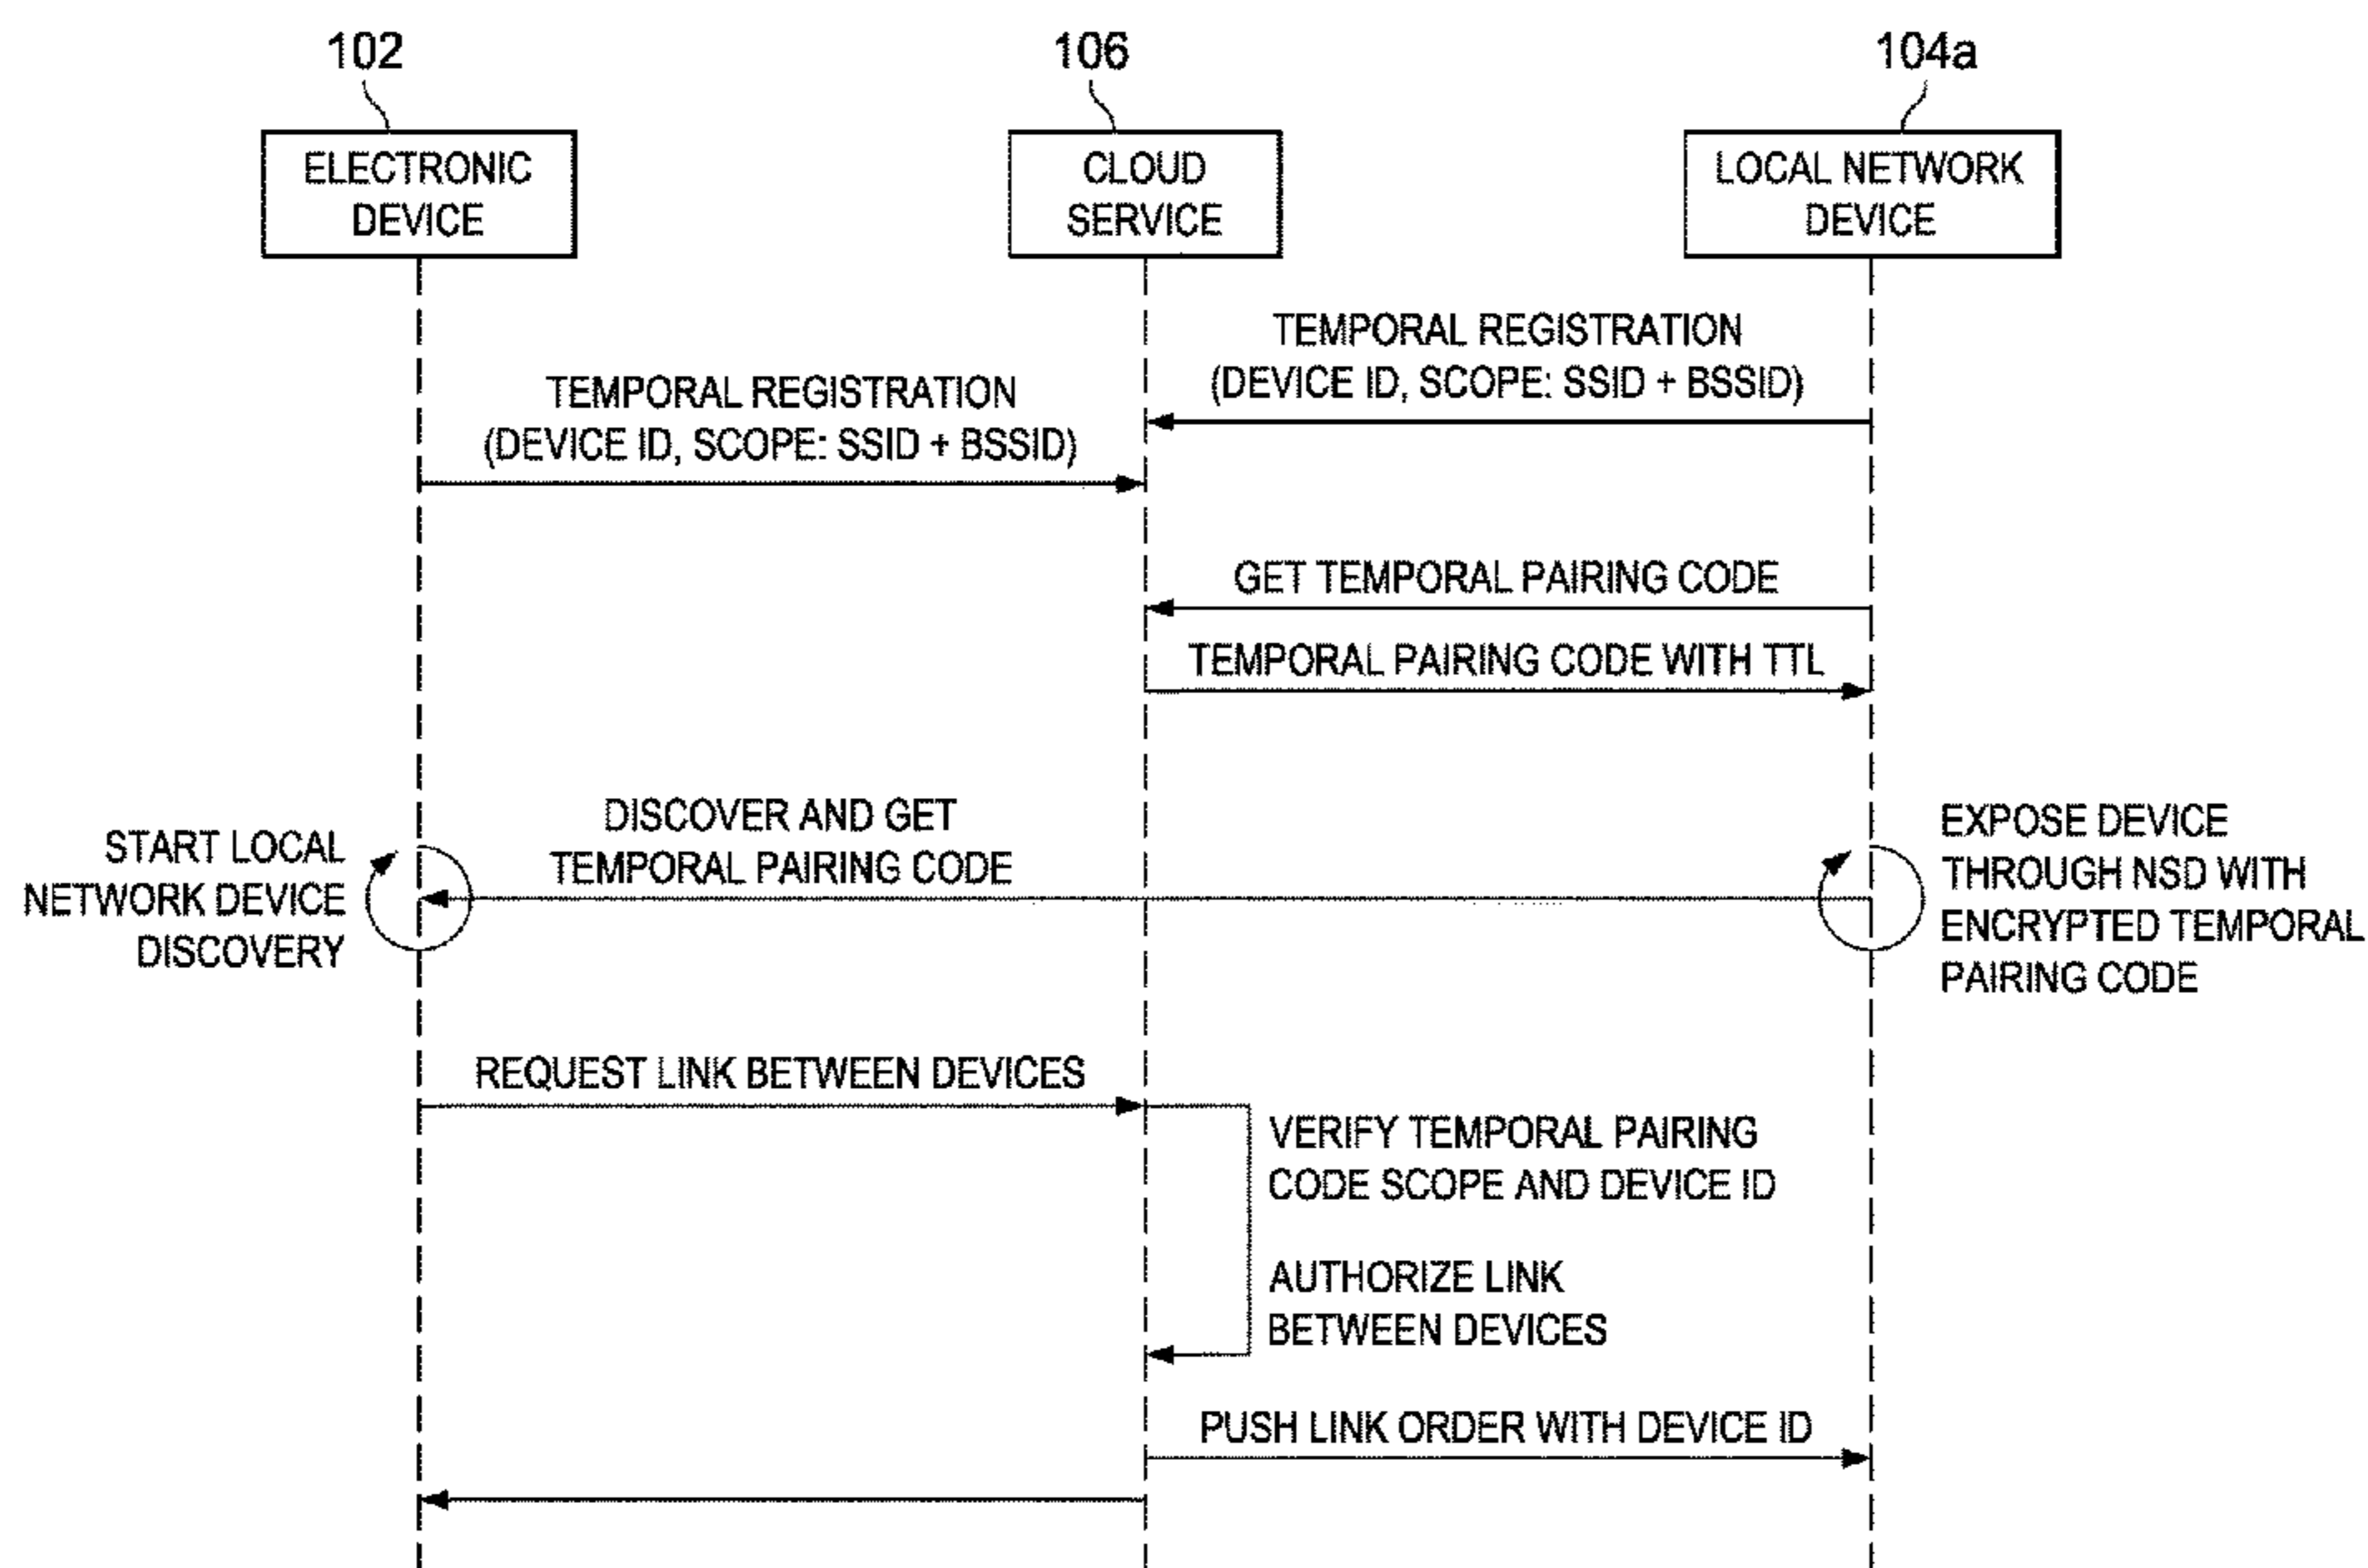 102
106
104a
ELECTRONIC
DEVICE
CLOUD
SERVICE
LOCAL NETWORK
DEVICE
TEMPORAL REGISTRATION
(DEVICE ID, SCOPE: SSID + BSSID)
TEMPORAL REGISTRATION
(DEVICE ID, SCOPE: SSID + BSSID)
GET TEMPORAL PAIRING CODE
TEMPORAL PAIRING CODE WITH TTL
START LOCAL
NETWORK DEVICE
DISCOVERY
DISCOVER AND GET
TEMPORAL PAIRING CODE
EXPOSE DEVICE
THROUGH NSD WITH
ENCRYPTED TEMPORAL
PAIRING CODE
REQUEST LINK BETWEEN DEVICES
VERIFY TEMPORAL PAIRING
CODE SCOPE AND DEVICE ID
AUTHORIZE LINK
BETWEEN DEVICES
PUSH LINK ORDER WITH DEVICE ID